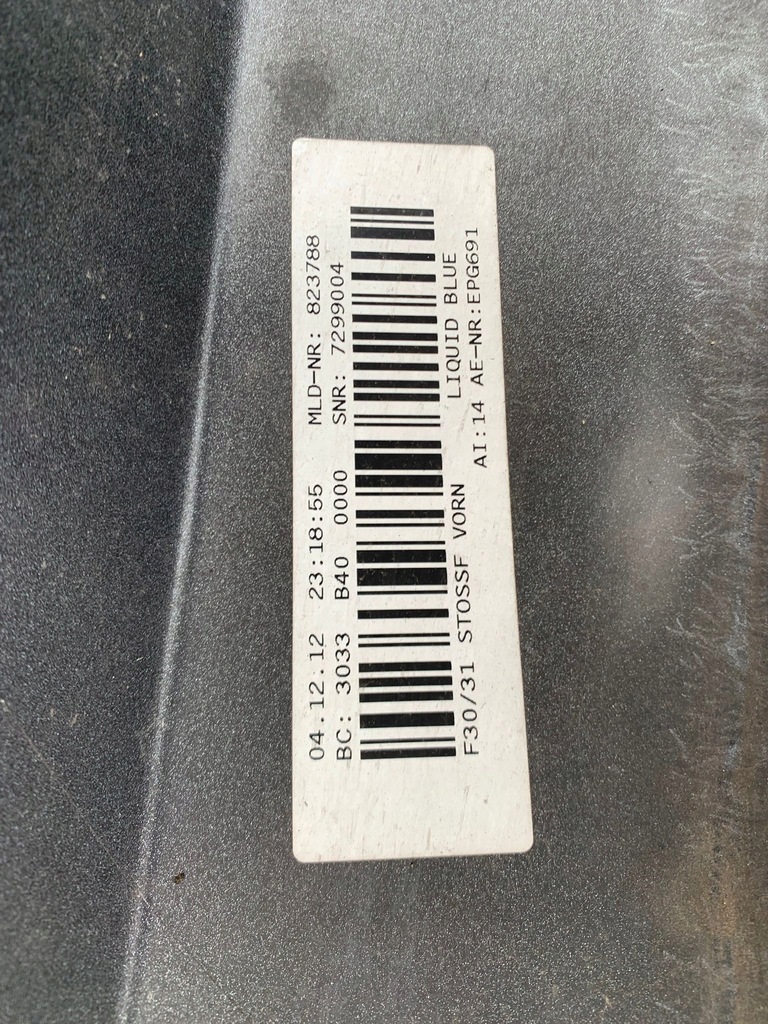 04.12.12 23:18:55 MLD-NR: 823788
BC: 3033 B40 0000 SNR: 7299004
F30/31 STOSSF VORN LIQUID BLUE
AI:14 AE-NR:EPG691